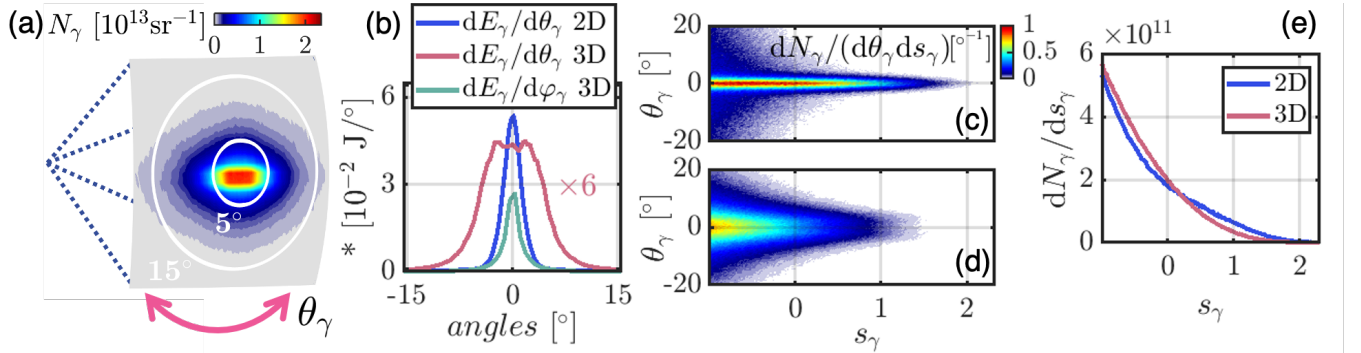 (a) N_γ [10^13 sr^-1] 0 1 2
5°
15°
θ_γ
(b)
dE_γ/dθ_γ 2D
dE_γ/dθ_γ 3D
dE_γ/dφ_γ 3D
* [10^-2 J/°]
6
3
0
×6
-15 0 15
angles [°]
20
0
-20
θ_γ [°]
dN_γ/(dθ_γds_γ)[°^-1]
1
0.5
0
(c)
20
0
-20
θ_γ [°]
(d)
0 1 2
s_γ
(e)
×10^11
6
4
2
0
dN_γ/ds_γ
2D
3D
0 1 2
s_γ